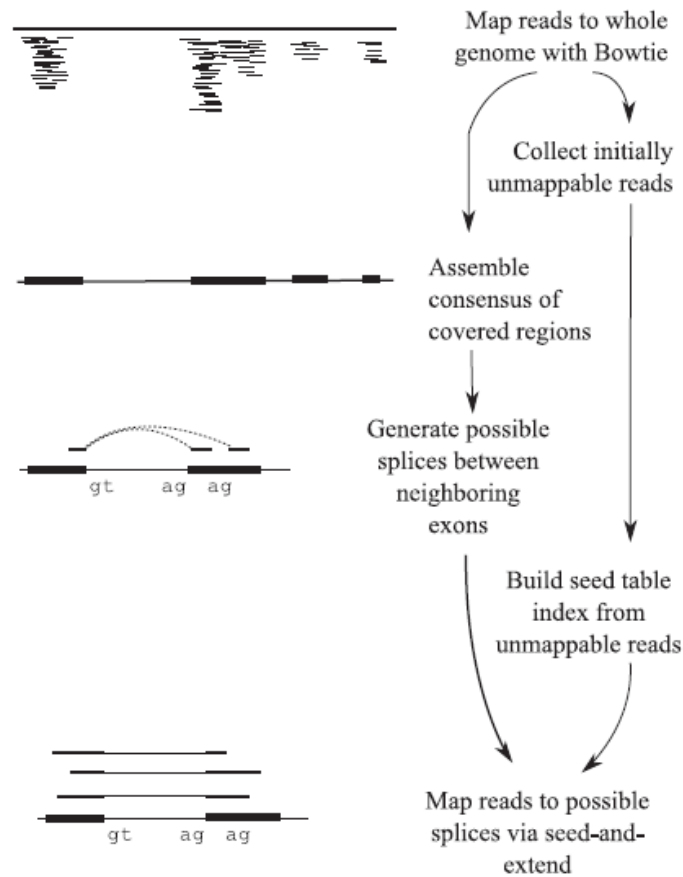 Map reads to whole
genome with Bowtie
Collect initially
unmappable reads
Assemble
consensus of
covered regions
Generate possible
splices between
neighboring
exons
gt ag ag
Build seed table
index from
unmappable reads
Map reads to possible
splices via seed-and-
extend
gt ag ag